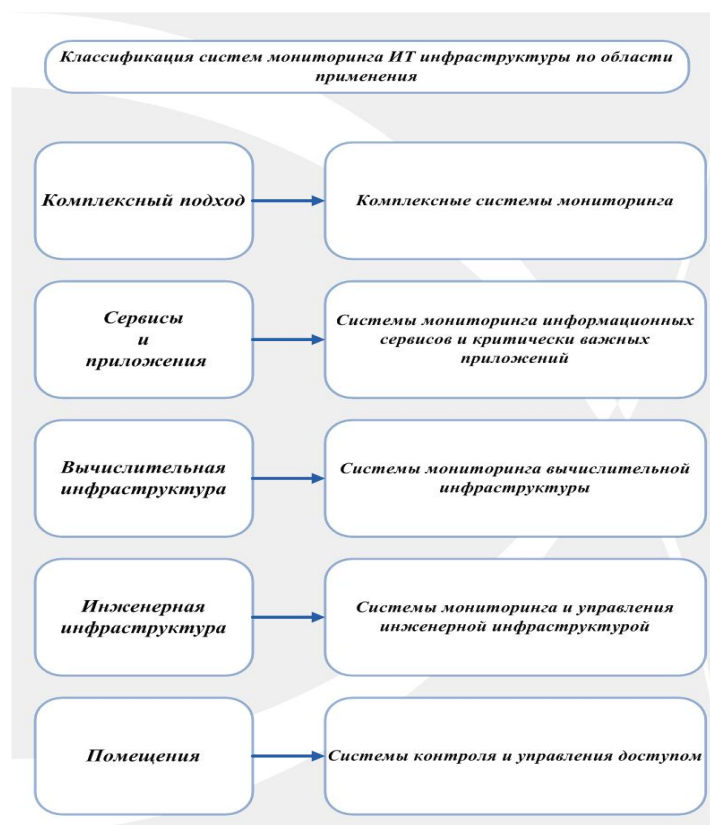 Классификация систем мониторинга ИТ инфраструктуры по области
применения
Комплексный подход
Комплексные системы мониторинга
Сервисы
и
приложения
Системы мониторинга информационных
сервисов и критически важных
приложений
Вычислительная
инфраструктура
Системы мониторинга вычислительной
инфраструктуры
Инженерная
инфраструктура
Системы мониторинга и управления
инженерной инфраструктурой
Помещения
Системы контроля и управления доступом